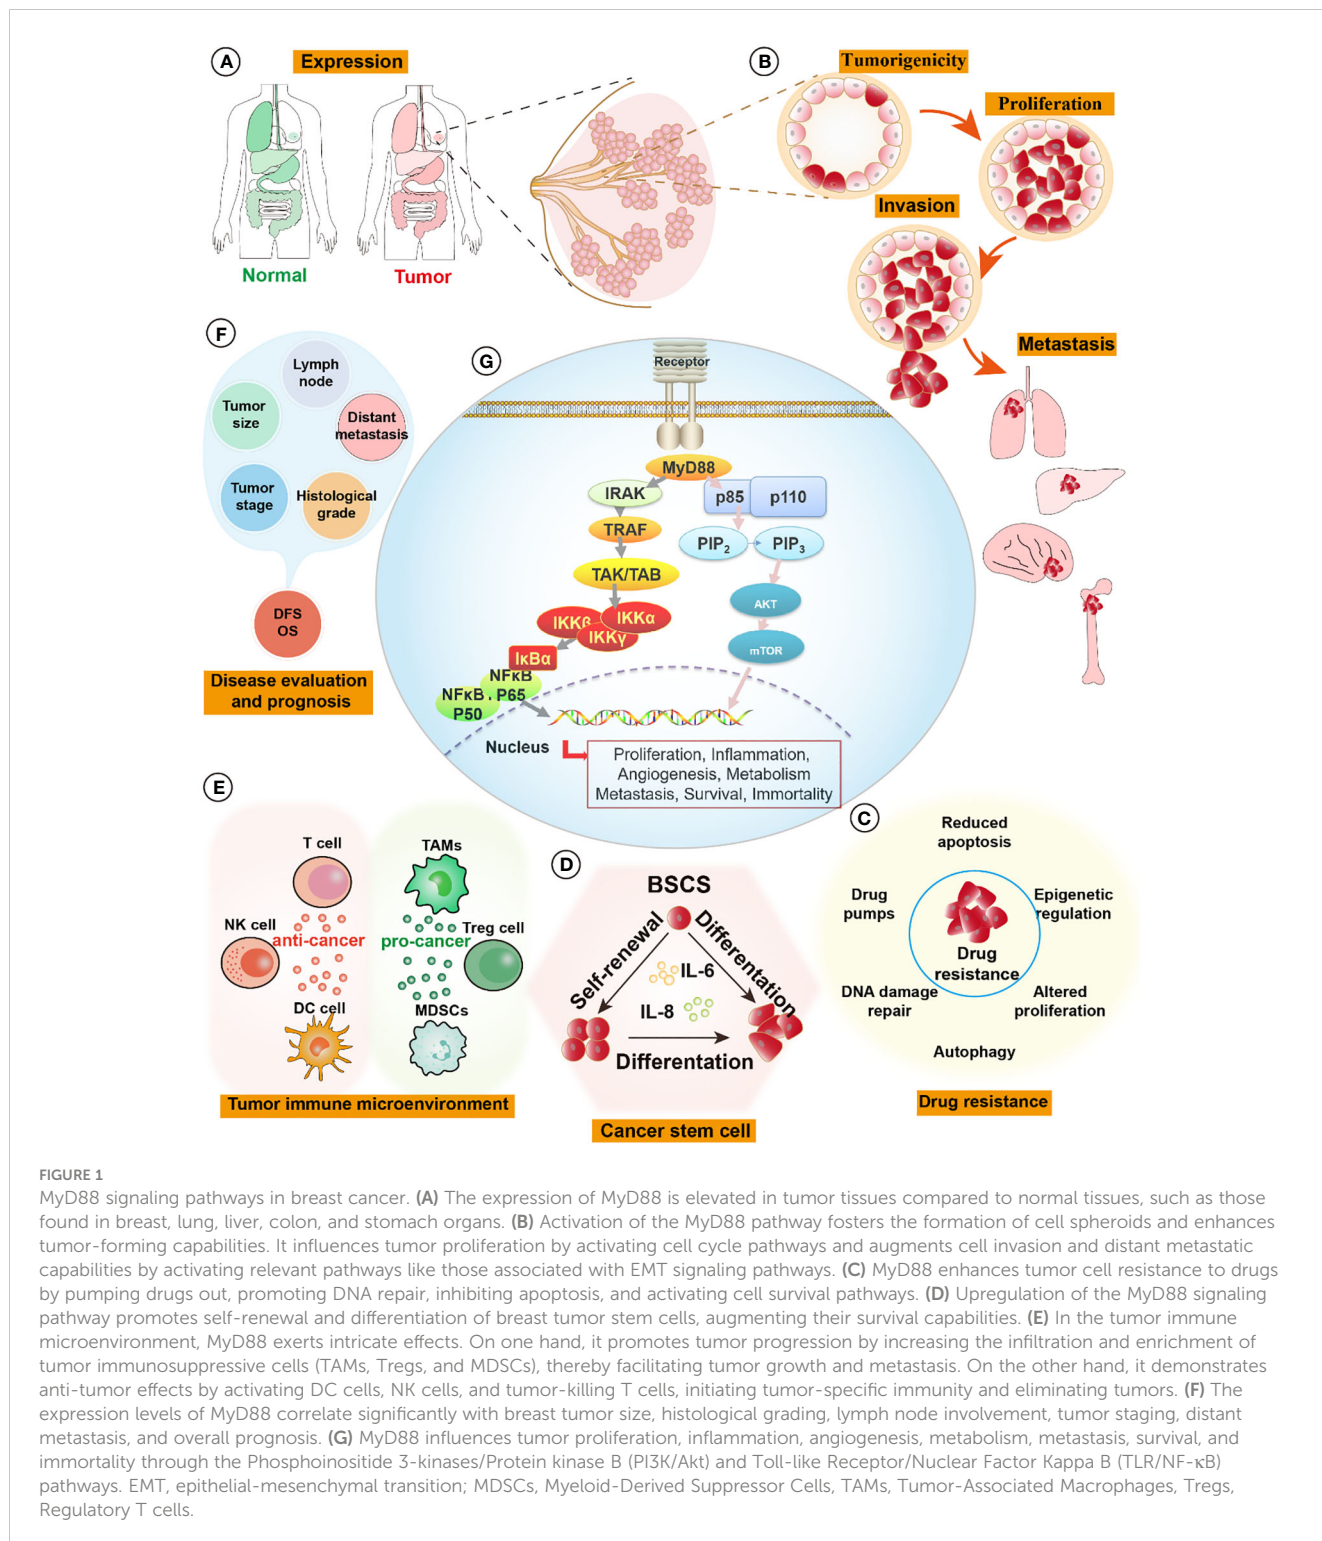 A
Expression
Normal
Tumor
B
Tumorigenicity
Proliferation
Invasion
Metastasis
F
Lymph
node
Tumor
size
Distant
metastasis
Tumor
stage
Histological
grade
DFS
OS
Disease evaluation
and prognosis
G
Receptor
MyD88
IRAK
p85
p110
TRAF
PIP2
PIP3
TAK/TAB
AKT
IKKβ
IKKα
IKKγ
mTOR
IκBα
NFκB
P65
NFκB
P50
Nucleus
Proliferation, Inflammation,
Angiogenesis, Metabolism
Metastasis, Survival, Immortality
E
T cell
NK cell
anti-cancer
DC cell
TAMs
Treg cell
pro-cancer
MDSCs
Tumor immune microenvironment
D
BSCS
Self-renewal
Differentation
IL-6
IL-8
Differentation
Cancer stem cell
C
Reduced
apoptosis
Drug
pumps
Epigenetic
regulation
Drug
resistance
DNA damage
repair
Altered
proliferation
Autophagy
Drug resistance
FIGURE 1
MyD88 signaling pathways in breast cancer. (A) The expression of MyD88 is elevated in tumor tissues compared to normal tissues, such as those
found in breast, lung, liver, colon, and stomach organs. (B) Activation of the MyD88 pathway fosters the formation of cell spheroids and enhances
tumor-forming capabilities. It influences tumor proliferation by activating cell cycle pathways and augments cell invasion and distant metastatic
capabilities by activating relevant pathways like those associated with EMT signaling pathways. (C) MyD88 enhances tumor cell resistance to drugs
by pumping drugs out, promoting DNA repair, inhibiting apoptosis, and activating cell survival pathways. (D) Upregulation of the MyD88 signaling
pathway promotes self-renewal and differentiation of breast tumor stem cells, augmenting their survival capabilities. (E) In the tumor immune
microenvironment, MyD88 exerts intricate effects. On one hand, it promotes tumor progression by increasing the infiltration and enrichment of
tumor immunosuppressive cells (TAMs, Tregs, and MDSCs), thereby facilitating tumor growth and metastasis. On the other hand, it demonstrates
anti-tumor effects by activating DC cells, NK cells, and tumor-killing T cells, initiating tumor-specific immunity and eliminating tumors. (F) The
expression levels of MyD88 correlate significantly with breast tumor size, histological grading, lymph node involvement, tumor staging, distant
metastasis, and overall prognosis. (G) MyD88 influences tumor proliferation, inflammation, angiogenesis, metabolism, metastasis, survival, and
immortality through the Phosphoinositide 3-kinases/Protein kinase B (PI3K/Akt) and Toll-like Receptor/Nuclear Factor Kappa B (TLR/NF-κB)
pathways. EMT, epithelial-mesenchymal transition; MDSCs, Myeloid-Derived Suppressor Cells, TAMs, Tumor-Associated Macrophages, Tregs,
Regulatory T cells.